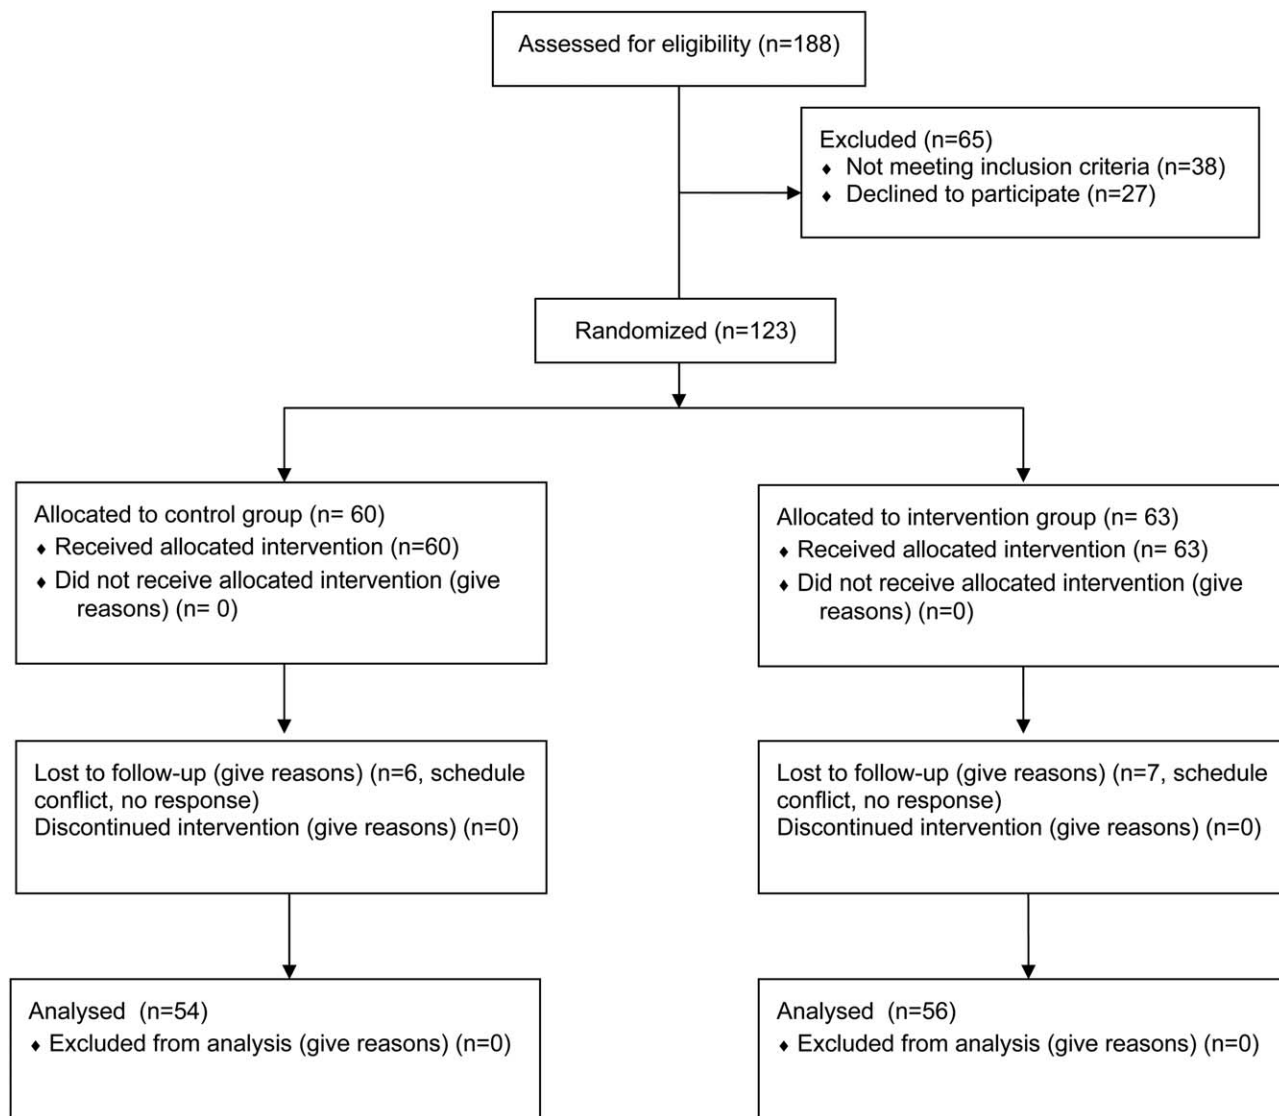 Assessed for eligibility (n=188)
Excluded (n=65)
♦ Not meeting inclusion criteria (n=38)
♦ Declined to participate (n=27)
Randomized (n=123)
Allocated to control group (n= 60)
♦ Received allocated intervention (n=60)
♦ Did not receive allocated intervention (give
reasons) (n= 0)
Allocated to intervention group (n= 63)
♦ Received allocated intervention (n= 63)
♦ Did not receive allocated intervention (give
reasons) (n=0)
Lost to follow-up (give reasons) (n=6, schedule
conflict, no response)
Discontinued intervention (give reasons) (n=0)
Lost to follow-up (give reasons) (n=7, schedule
conflict, no response)
Discontinued intervention (give reasons) (n=0)
Analysed (n=54)
♦ Excluded from analysis (give reasons) (n=0)
Analysed (n=56)
♦ Excluded from analysis (give reasons) (n=0)